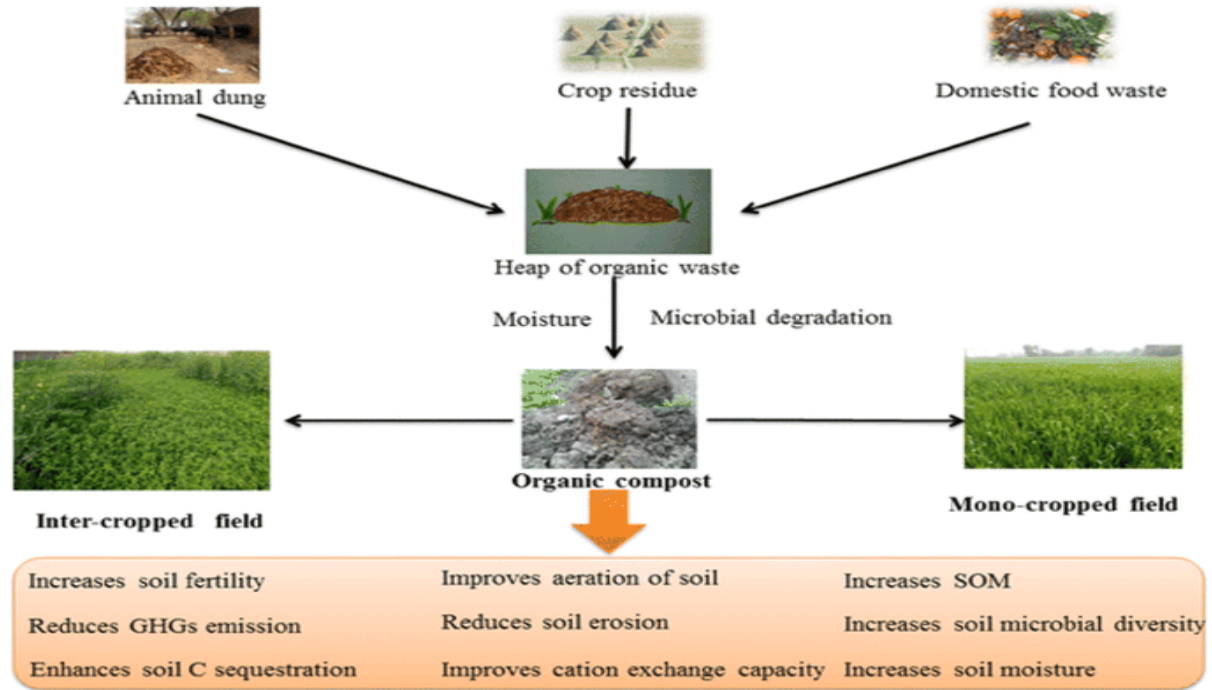 Animal dung
Crop residue
Domestic food waste
Heap of organic waste
Moisture
Microbial degradation
Organic compost
Inter-cropped field
Mono-cropped field
Increases soil fertility
Improves aeration of soil
Increases SOM
Reduces GHGs emission
Reduces soil erosion
Increases soil microbial diversity
Enhances soil C sequestration
Improves cation exchange capacity
Increases soil moisture